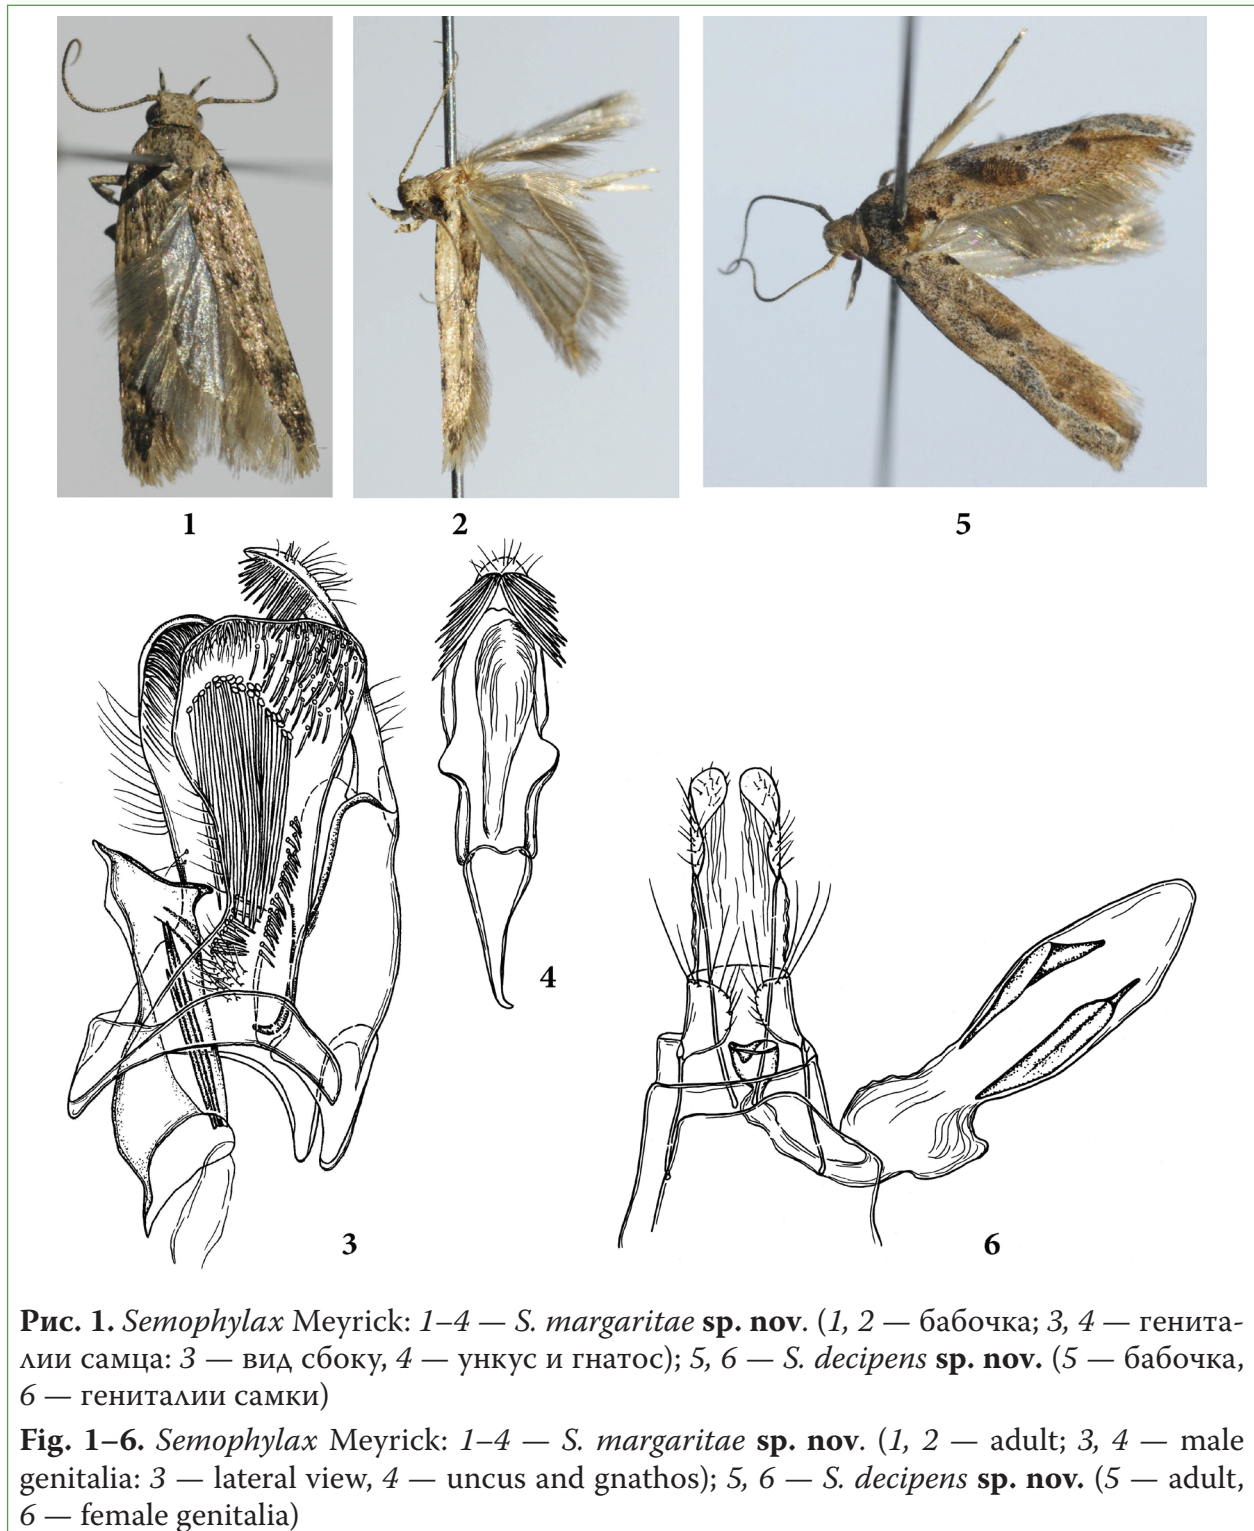 1
2
5
3
4
6
Рис. 1. Semophylax Meyrick: 1–4 — S. margaritae sp. nov. (1, 2 — бабочка; 3, 4 — генита-
лии самца: 3 — вид сбоку, 4 — ункус и гнатос); 5, 6 — S. decipens sp. nov. (5 — бабочка,
6 — гениталии самки)
Fig. 1–6. Semophylax Meyrick: 1–4 — S. margaritae sp. nov. (1, 2 — adult; 3, 4 — male
genitalia: 3 — lateral view, 4 — uncus and gnathos); 5, 6 — S. decipens sp. nov. (5 — adult,
6 — female genitalia)